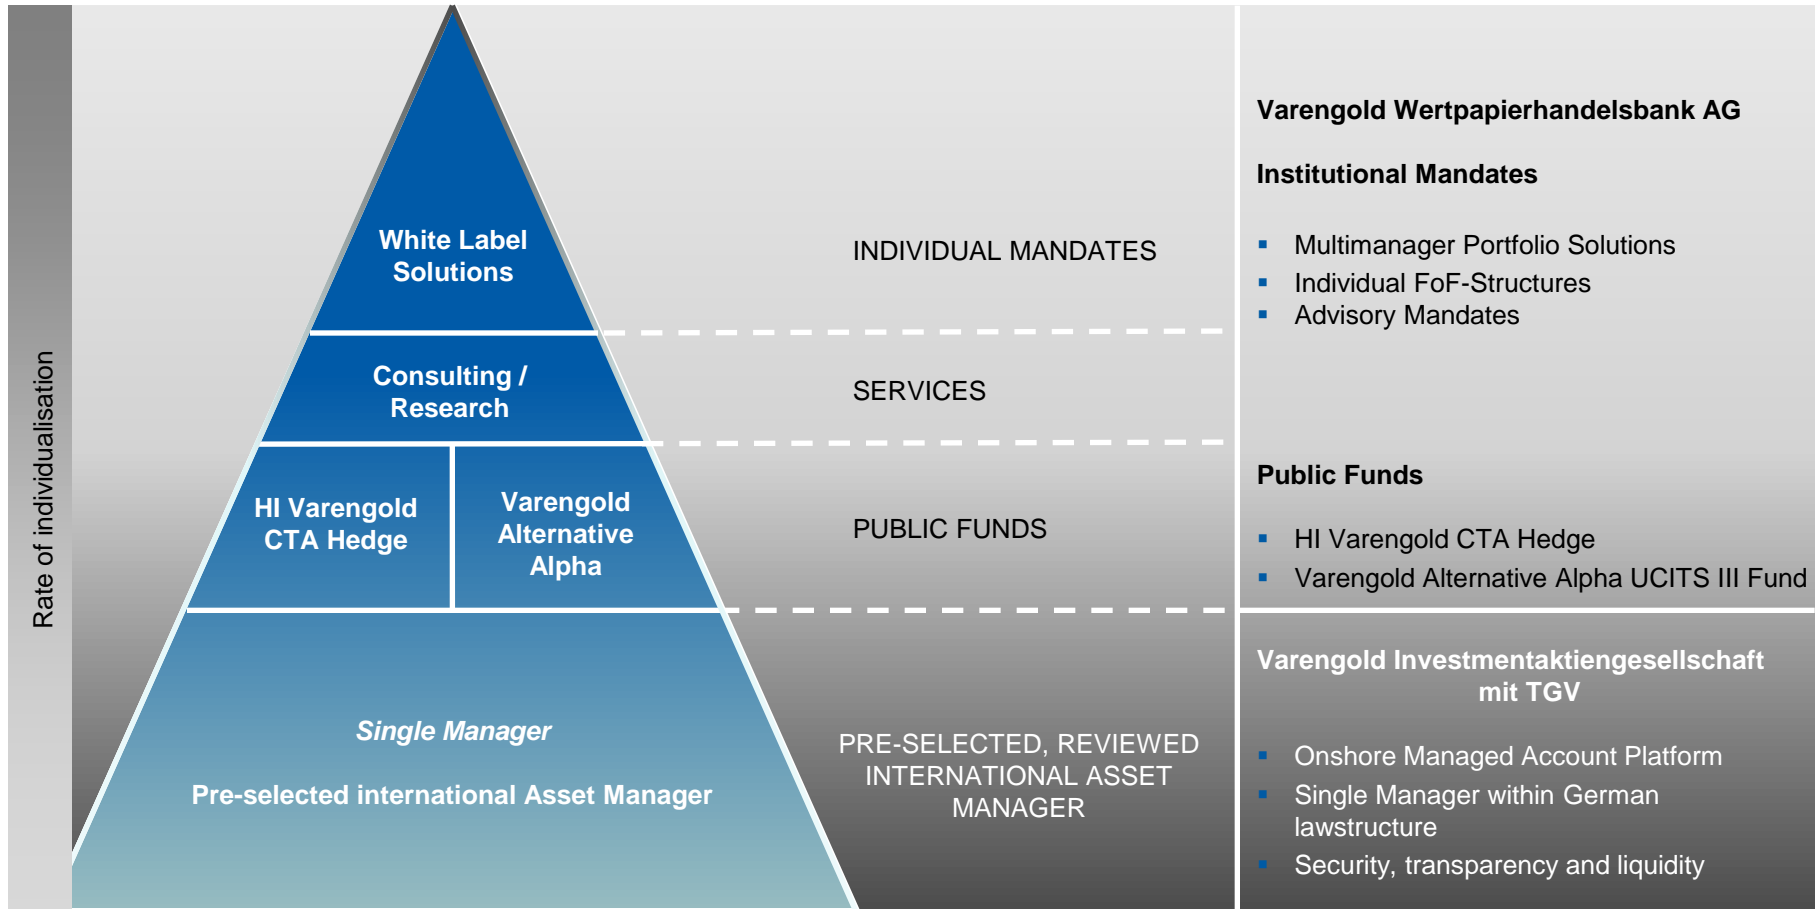 Rate of individualisation
White Label
Solutions
Consulting /
Research
HI Varengold
CTA Hedge
Varengold
Alternative
Alpha
Single Manager
Pre-selected international Asset Manager
INDIVIDUAL MANDATES
SERVICES
PUBLIC FUNDS
PRE-SELECTED, REVIEWED
INTERNATIONAL ASSET
MANAGER
Varengold Wertpapierhandelsbank AG
Institutional Mandates
▪ Multimanager Portfolio Solutions
▪ Individual FoF-Structures
▪ Advisory Mandates
Public Funds
▪ HI Varengold CTA Hedge
▪ Varengold Alternative Alpha UCITS III Fund
Varengold Investmentaktiengesellschaft
mit TGV
▪ Onshore Managed Account Platform
▪ Single Manager within German
lawstructure
▪ Security, transparency and liquidity